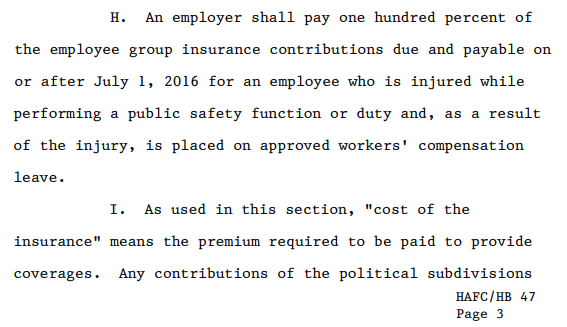 H. An employer shall pay one hundred percent of
the employee group insurance contributions due and payable on
or after July 1, 2016 for an employee who is injured while
performing a public safety function or duty and, as a result
of the injury, is placed on approved workers' compensation
leave.
I. As used in this section, "cost of the
insurance" means the premium required to be paid to provide
coverages. Any contributions of the political subdivisions
HAFC/HB 47
Page 3